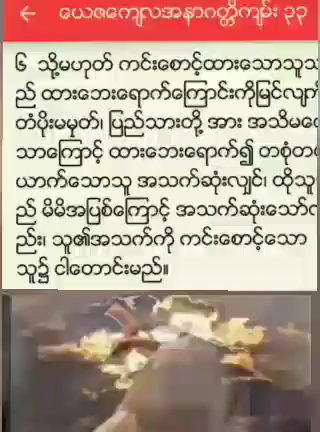 ယေဇကျေလအနာဂတ္တိကျမ်း ၃၃
၆ သို့မဟုတ် ကင်းစောင့်ထားသောသူသ
ည် ထားဘေးရောက်ကြောင်းကိုမြင်လျက်
တံပိုးမမှုတ်၊ ပြည်သားတို့ အား အသိမပေ
သာကြောင့် ထားဘေးရောက်၍ တစုံတ
ယောက်သောသူ အသက်ဆုံးလျှင်၊ ထိုသူ
ည် မိမိအပြစ်ကြောင့် အသက်ဆုံးသော်လ
ည်း၊ သူ၏အသက်ကို ကင်းစောင့်သော
သူ၌ ငါတောင်းမည်။